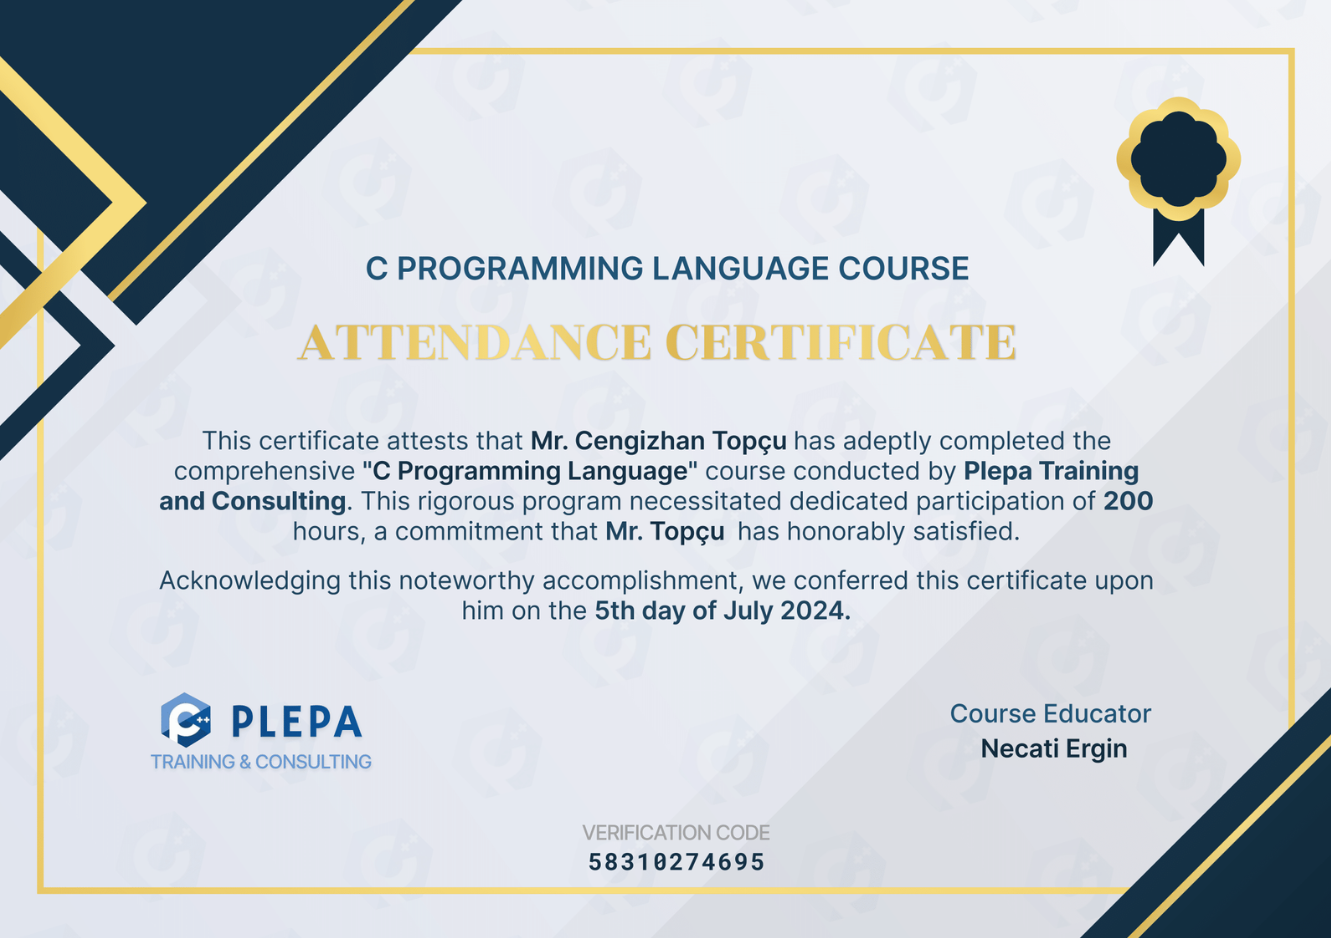 C PROGRAMMING LANGUAGE COURSE
ATTENDANCE CERTIFICATE
This certificate attests that Mr. Cengizhan Topçu has adeptly completed the
comprehensive "C Programming Language" course conducted by Plepa Training
and Consulting. This rigorous program necessitated dedicated participation of 200
hours, a commitment that Mr. Topçu has honorably satisfied.
Acknowledging this noteworthy accomplishment, we conferred this certificate upon
him on the 5th day of July 2024.
C++ PLEPA
TRAINING & CONSULTING
Course Educator
Necati Ergin
VERIFICATION CODE
58310274695